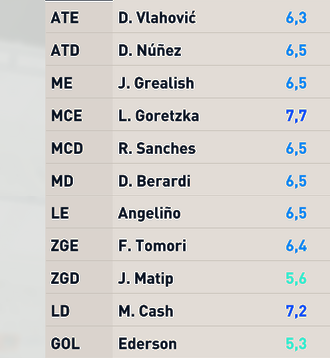 ATE D. Vlahović 6,3
ATD D. Núñez 6,5
ME J. Grealish 6,5
MCE L. Goretzka 7,7
MCD R. Sanches 6,5
MD D. Berardi 6,5
LE Angeliño 6,5
ZGE F. Tomori 6,4
ZGD J. Matip 5,6
LD M. Cash 7,2
GOL Ederson 5,3